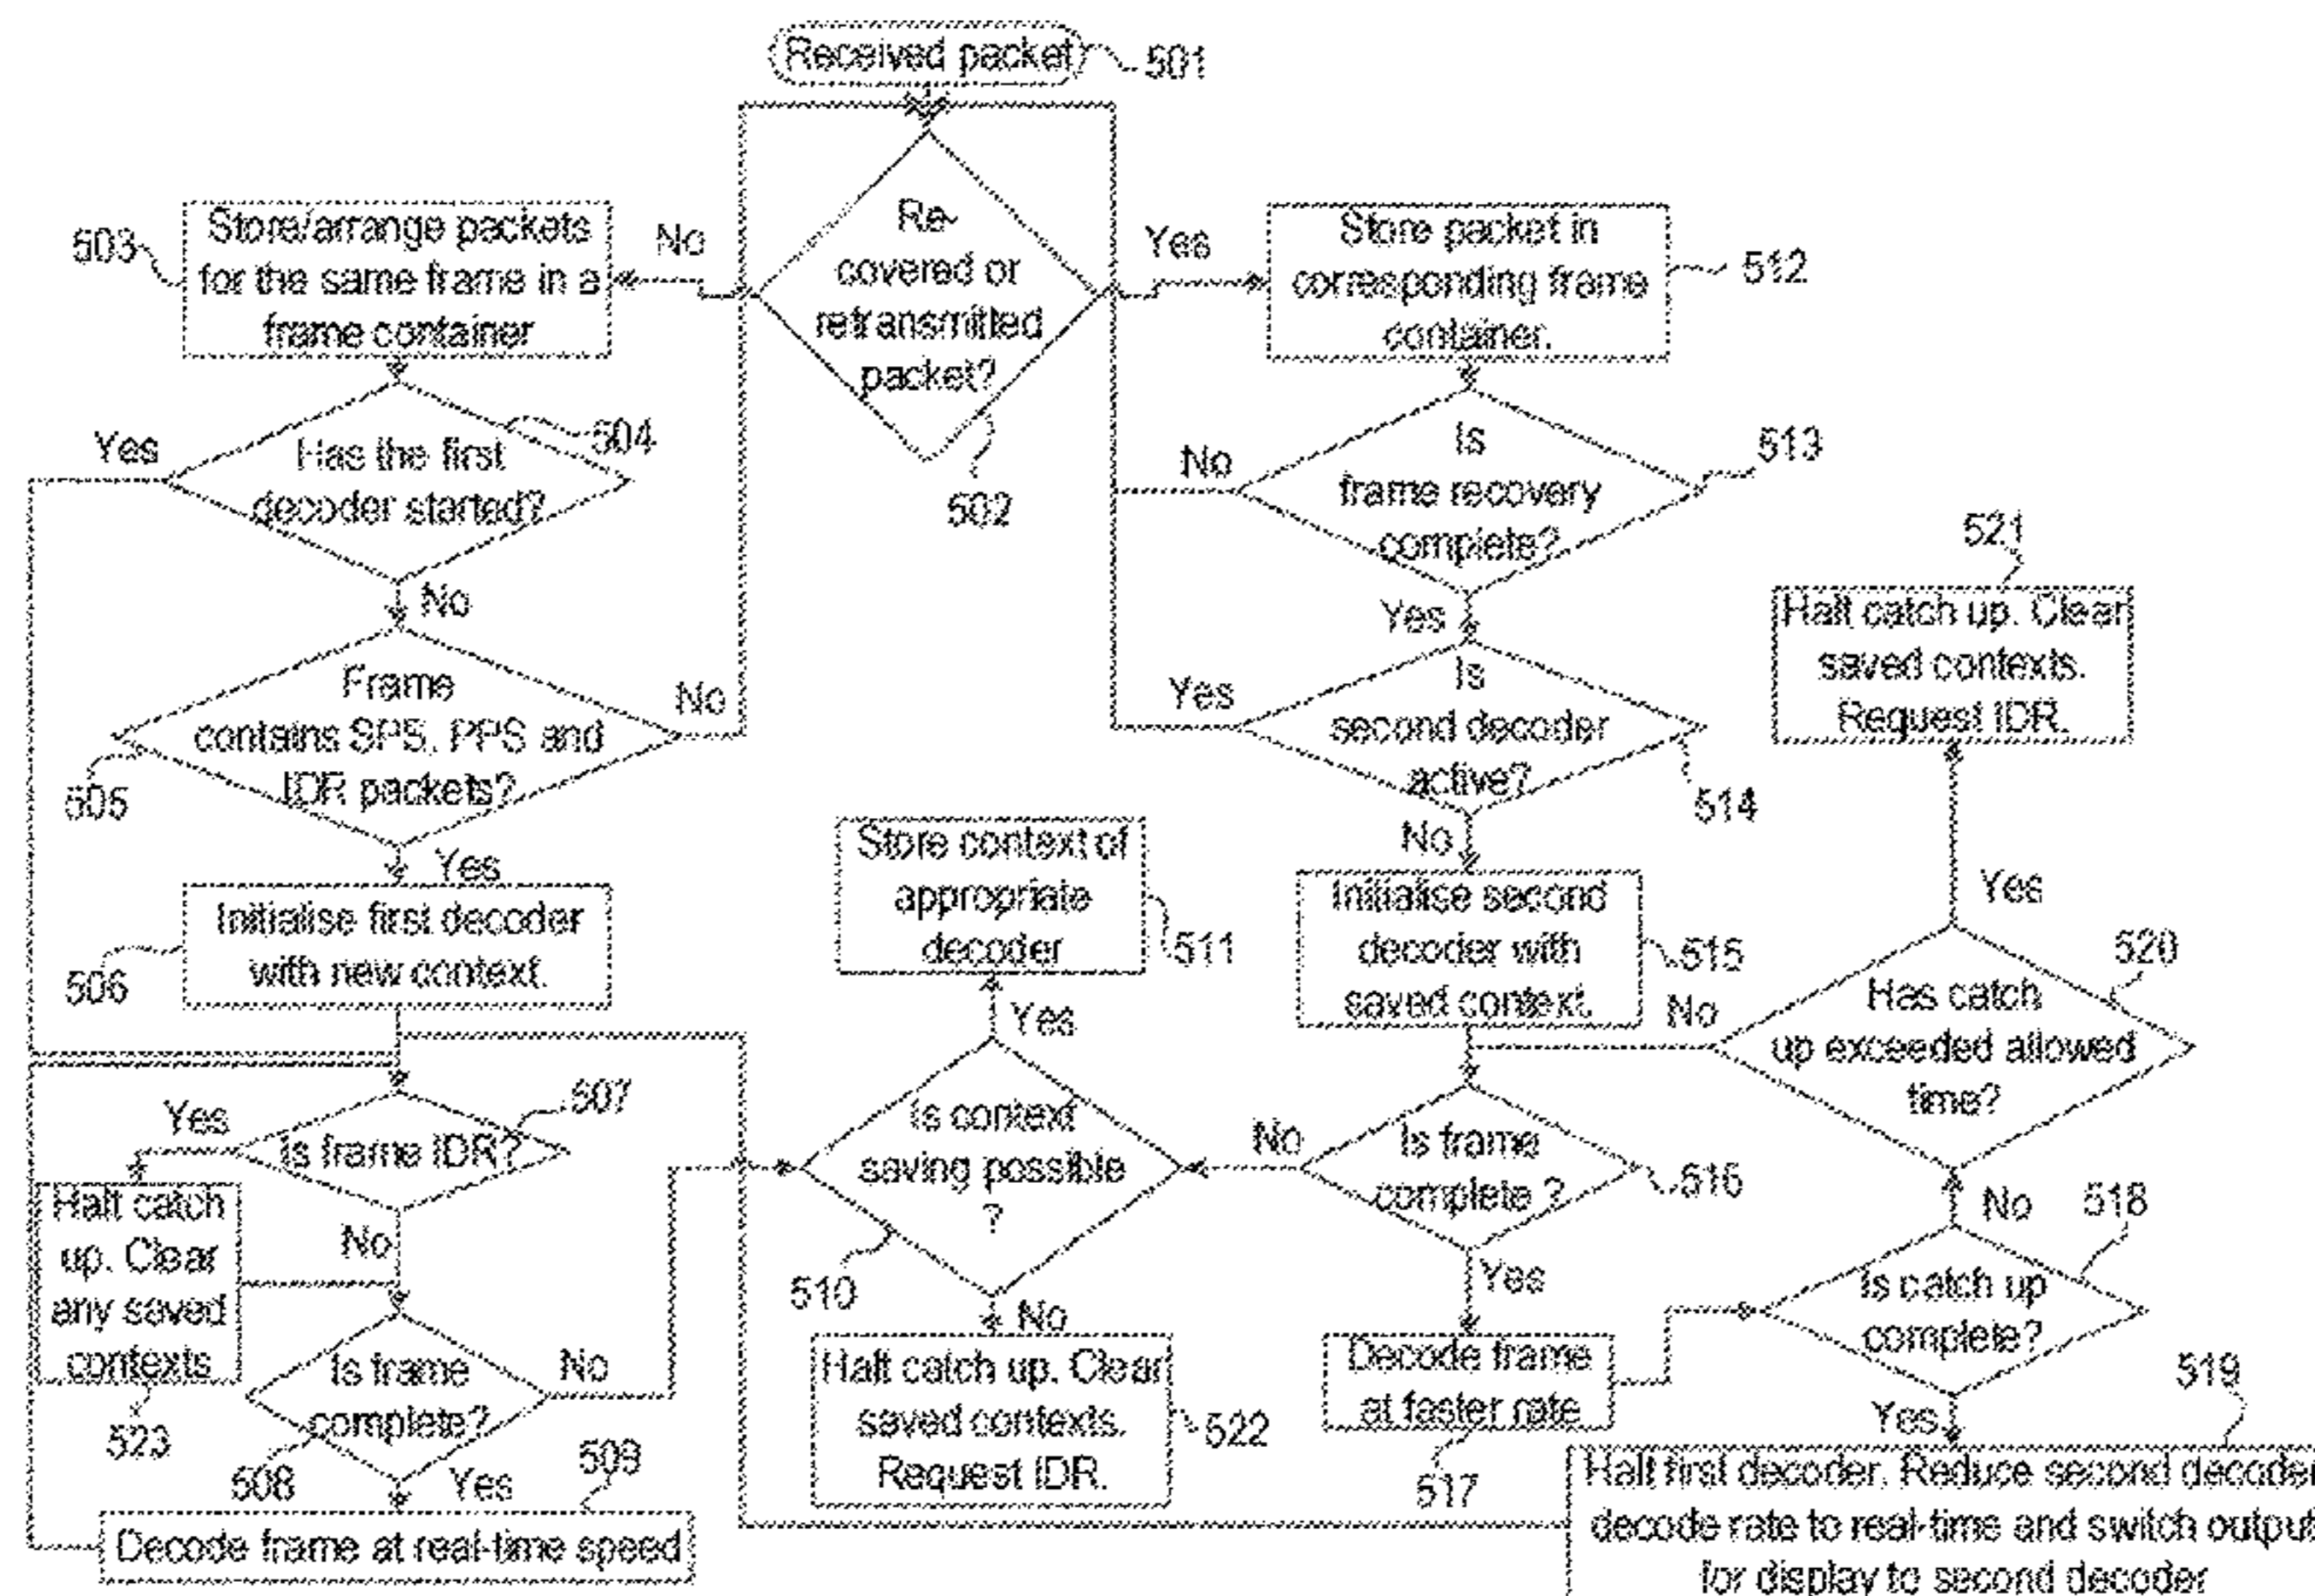 Received packet
501
Re-
covered or
retransmitted
packet?
502
No
Yes
Store/arrange packets
for the same frame in a
frame container
503
Has the first
decoder started?
504
Yes
No
Frame
contains SPS, PPS and
IDR packets?
505
No
Yes
Initialise first decoder
with new context.
506
Is frame IDR?
507
Yes
No
Halt catch
up. Clear
any saved
contexts
523
Is frame
complete?
508
No
Yes
Decode frame at real-time speed
509
Store context of
appropriate
decoder
511
Yes
Is context
saving possible
?
510
No
Halt catch up. Clear
saved contexts.
Request IDR.
522
Store packet in
corresponding frame
container.
512
Is
frame recovery
complete?
513
No
Yes
Is
second decoder
active?
514
Yes
No
Initialise second
decoder with
saved context.
515
Is frame
complete ?
516
No
Yes
Decode frame
at faster rate
517
Is catch up
complete?
518
No
Yes
Halt first decoder. Reduce second decoder
decode rate to real-time and switch output
for display to second decoder
519
Has catch
up exceeded allowed
time?
520
No
Yes
Halt catch up. Clear
saved contexts.
Request IDR.
521